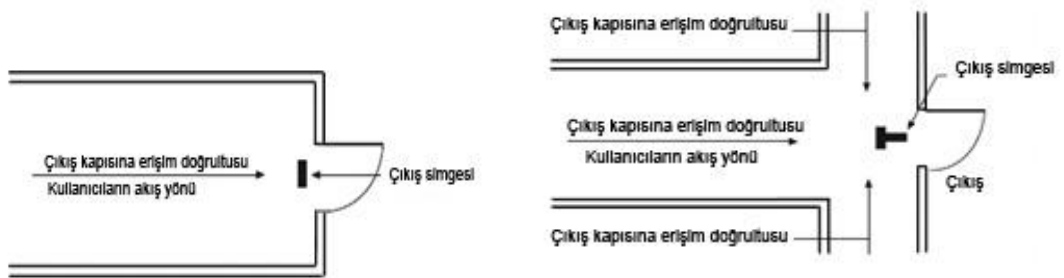 Çıkış kapısına erişim doğrultusu
Kullanıcıların akış yönü
Çıkış simgesi
Çıkış kapısına erişim doğrultusu
Çıkış simgesi
Çıkış kapısına erişim doğrultusu
Kullanıcıların akış yönü
Çıkış
Çıkış kapısına erişim doğrultusu